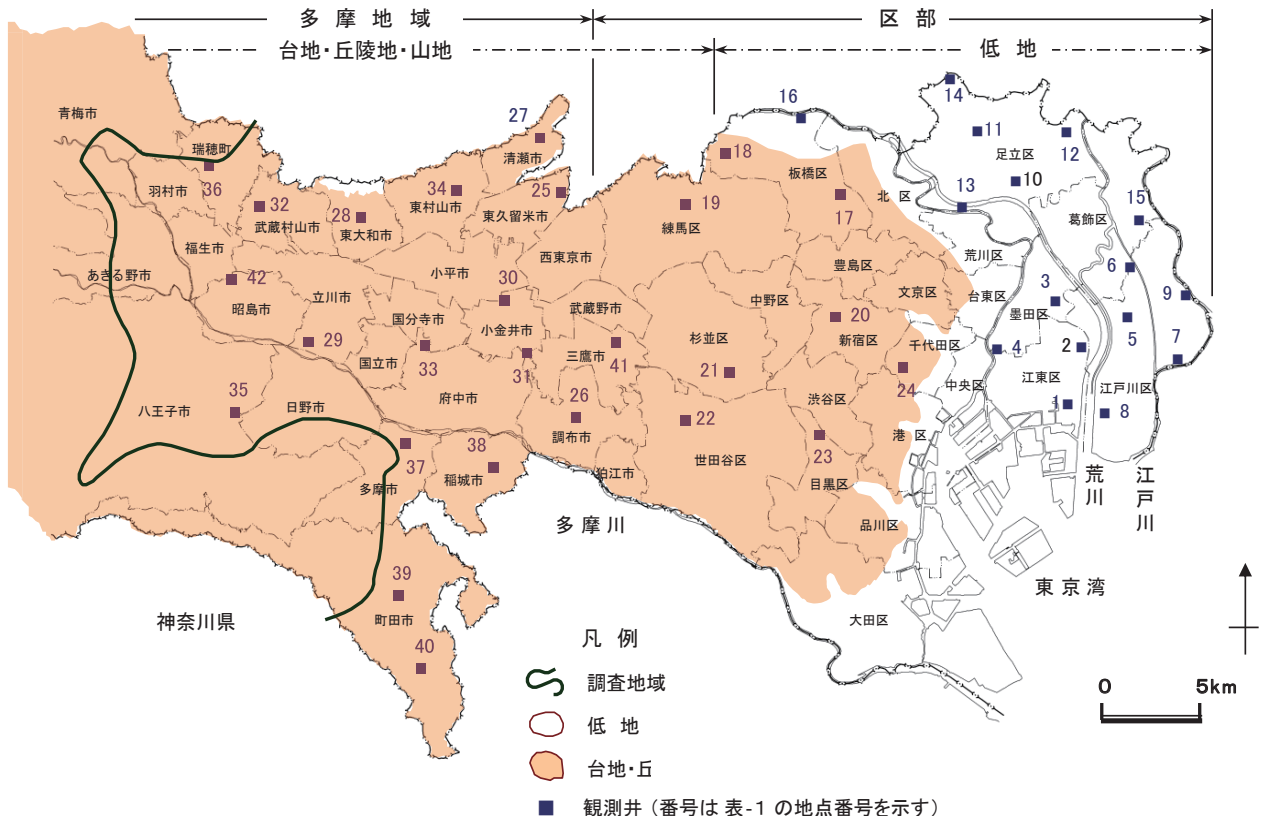 多摩地域
区部
台地・丘陵地・山地
低地
14
16
27
青梅市
11
12
瑞穂町
足立区
清瀬市
18
板橋区
36
34
25
10
羽村市
東村山市
17
北区
13
32
28
19
東久留米市
葛飾区
15
武蔵村山市
東大和市
練馬区
福生市
荒川区
西東京市
豊島区
6
あきる野市
小平市
42
30
文京区
台東区
3
9
昭島市
立川市
中野区
武蔵野市
墨田区
国分寺市
小金井市
20
5
29
杉並区
新宿区
千代田区
三鷹市
41
4
2
7
国立市
33
31
21
24
中央区
江東区
府中市
26
渋谷区
江戸川区
35
日野市
八王子市
22
1
8
調布市
港区
38
23
世田谷区
37
稲城市
狛江市
目黒区
多摩市
荒川
江戸川
多摩川
品川区
39
東京湾
神奈川県
町田市
大田区
凡例
40
調査地域
0 5km
低地
台地・丘
観測井（番号は 表-1 の地点番号を示す）